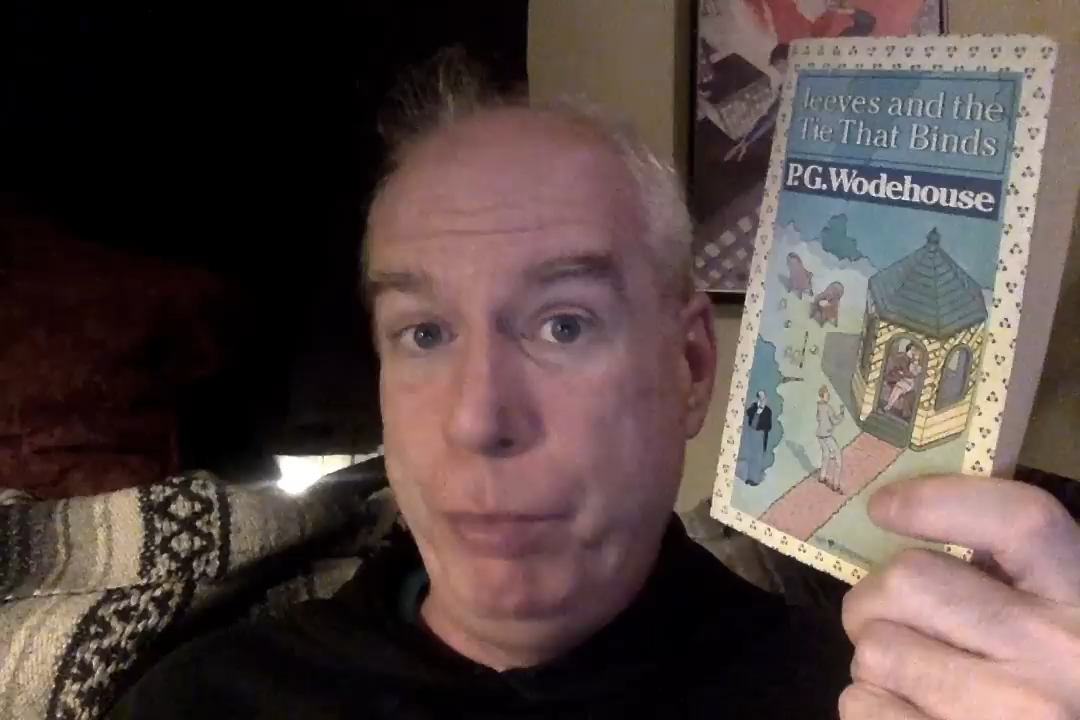 Jeeves and the
Tie That Binds
P.G. Wodehouse